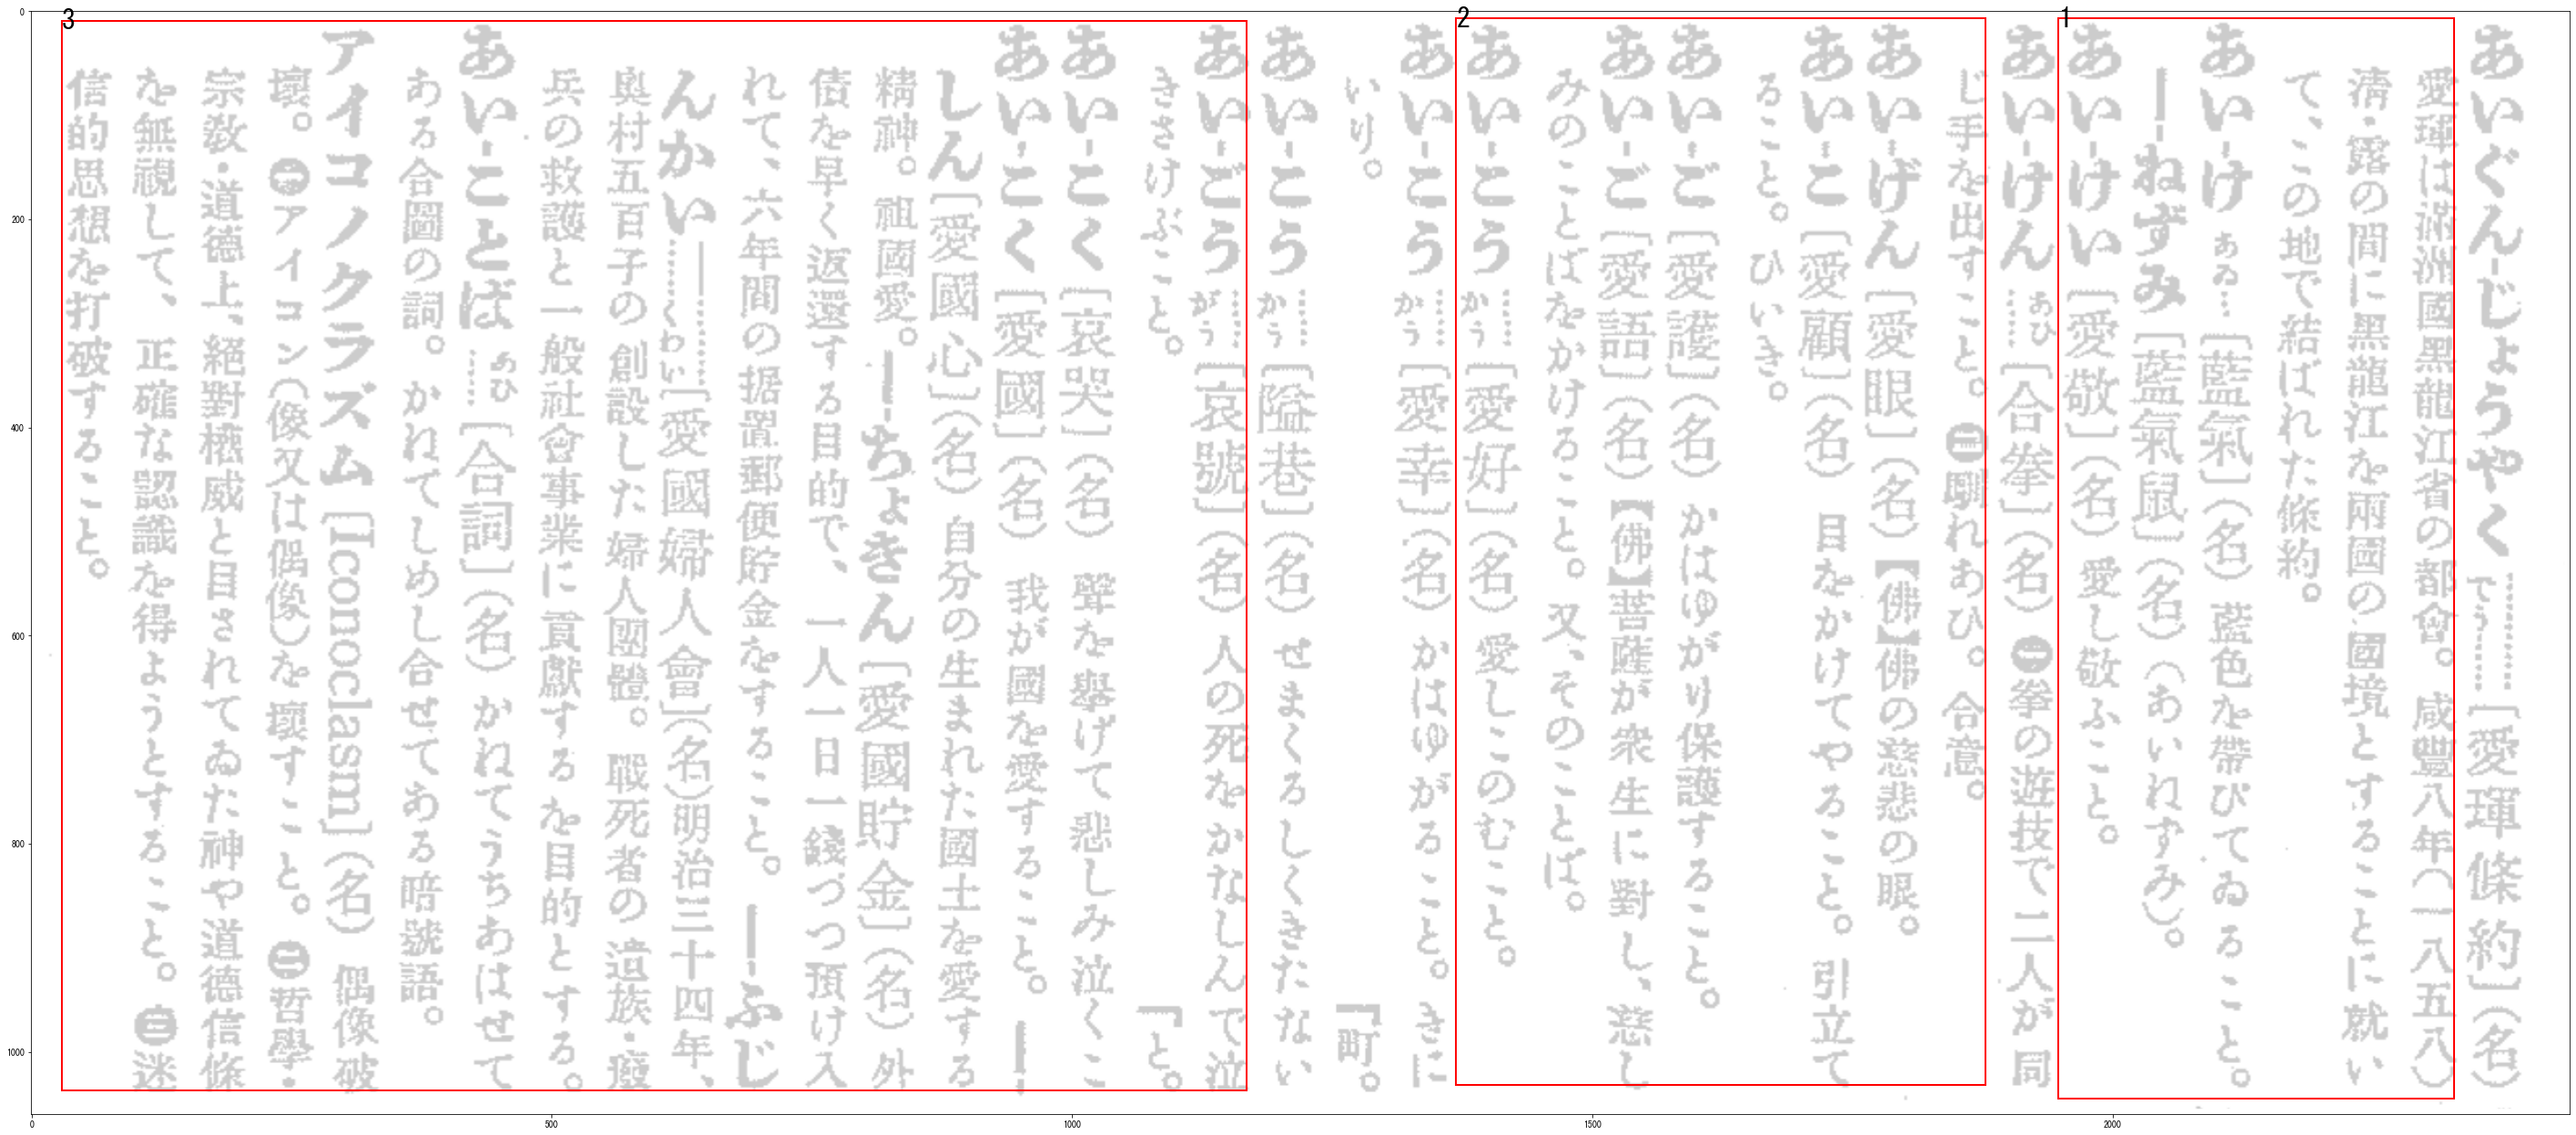 あいぐん-じょうやく でう……[愛琿條約](名)
愛琿は滿洲國黑龍江省の部會。咸豐八年(一八五八)
淸・露の間に黑龍江を兩國の國境とすることに就い
て、この地で結ばれた條約。
あい-け あゐ…[藍氣](名) 藍色を帶びてゐること。
―-ねずみ[藍氣鼠](名)(あいねずみ)。
あい-けい[愛敬](名) 愛し敬ふこと。
あい-けん あひ……[合拳](名) ㊀拳の遊技で二人が同
じ手を出すこと。㊁馴れあひ。合意。
あい-げん[愛眼](名)【佛】佛の慈悲の眼。
あい-こ[愛顧](名) 目をかけてやること。引立て
ること。ひいき。
あい-ご[愛護](名) かはゆがり保護すること。
あい-ご[愛語](名)【佛】菩薩が衆生に對し、慈し
みのことばをかけること。又、そのことば。
あい-こう ……かう[愛好](名) 愛しこのむこと。
あい-こう ……かう[愛幸](名) かはゆがること。きに
いり。 「町。
あい-こう ……かう[隘巷](名) せまくろしくきたない
あい-ごう ……がう[哀號](名) 人の死をかなしんで泣
きさけぶこと。 「と。
あい-こく[哀哭](名) 聲を擧げて悲しみ泣くこ
あい-こく[愛國](名) 我が國を愛すること。 ―-
しん[愛國心](名) 自分の生まれた國土を愛する
精神。祖國愛。 ―-ちょきん[愛國貯金](名) 外
債を早く返還する目的で、一人一日一錢づつ預け入
れて、六年間の据置郵便貯金をすること。 ―-ふじ
んかい ―………くわい[愛國婦人會](名)明治三十四年、
奥村五百子の創設した婦人團體。戰死者の遺族・癈
兵の救護と一般社會事業に貢獻するを目的とする。
あい-ことば あひ……[合詞](名) かねてうちあはせて
ある合圖の詞。かねてしめし合せてある暗號語。
アイコノクラズム[Iconoclasm](名) 偶像破
壞。㊀アイコン(像又は偶像)を壞すこと。㊁哲學・
宗敎・道德上、絕對權威と目されてゐた神や道德信條
を無視して、正確な認識を得ようとすること。㊂迷
信的思想を打破すること。
1
2
3
0
200
400
600
800
1000
0
500
1000
1500
2000